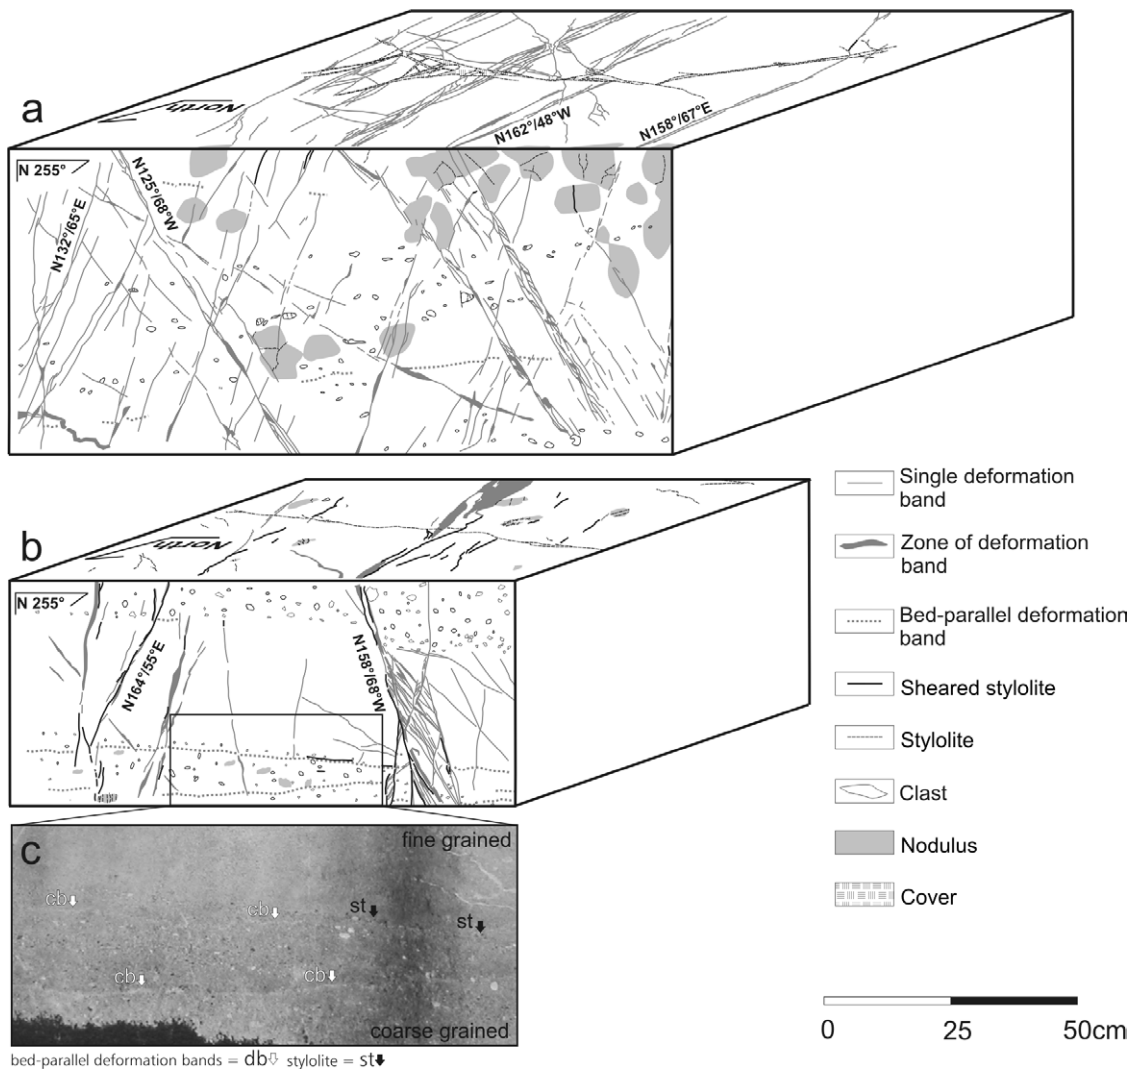 a
North
N162°/48°W
N158°/67°E
N 255°
N125°/68°W
N132°/65°E
b
North
N 255°
N164°/55°E
N158°/68°W
Single deformation
band
Zone of deformation
band
Bed-parallel deformation
band
Sheared stylolite
Stylolite
Clast
Nodulus
Cover
c
fine grained
cb
cb
st
st
cb
cb
coarse grained
0 25 50cm
bed-parallel deformation bands = db stylolite = st